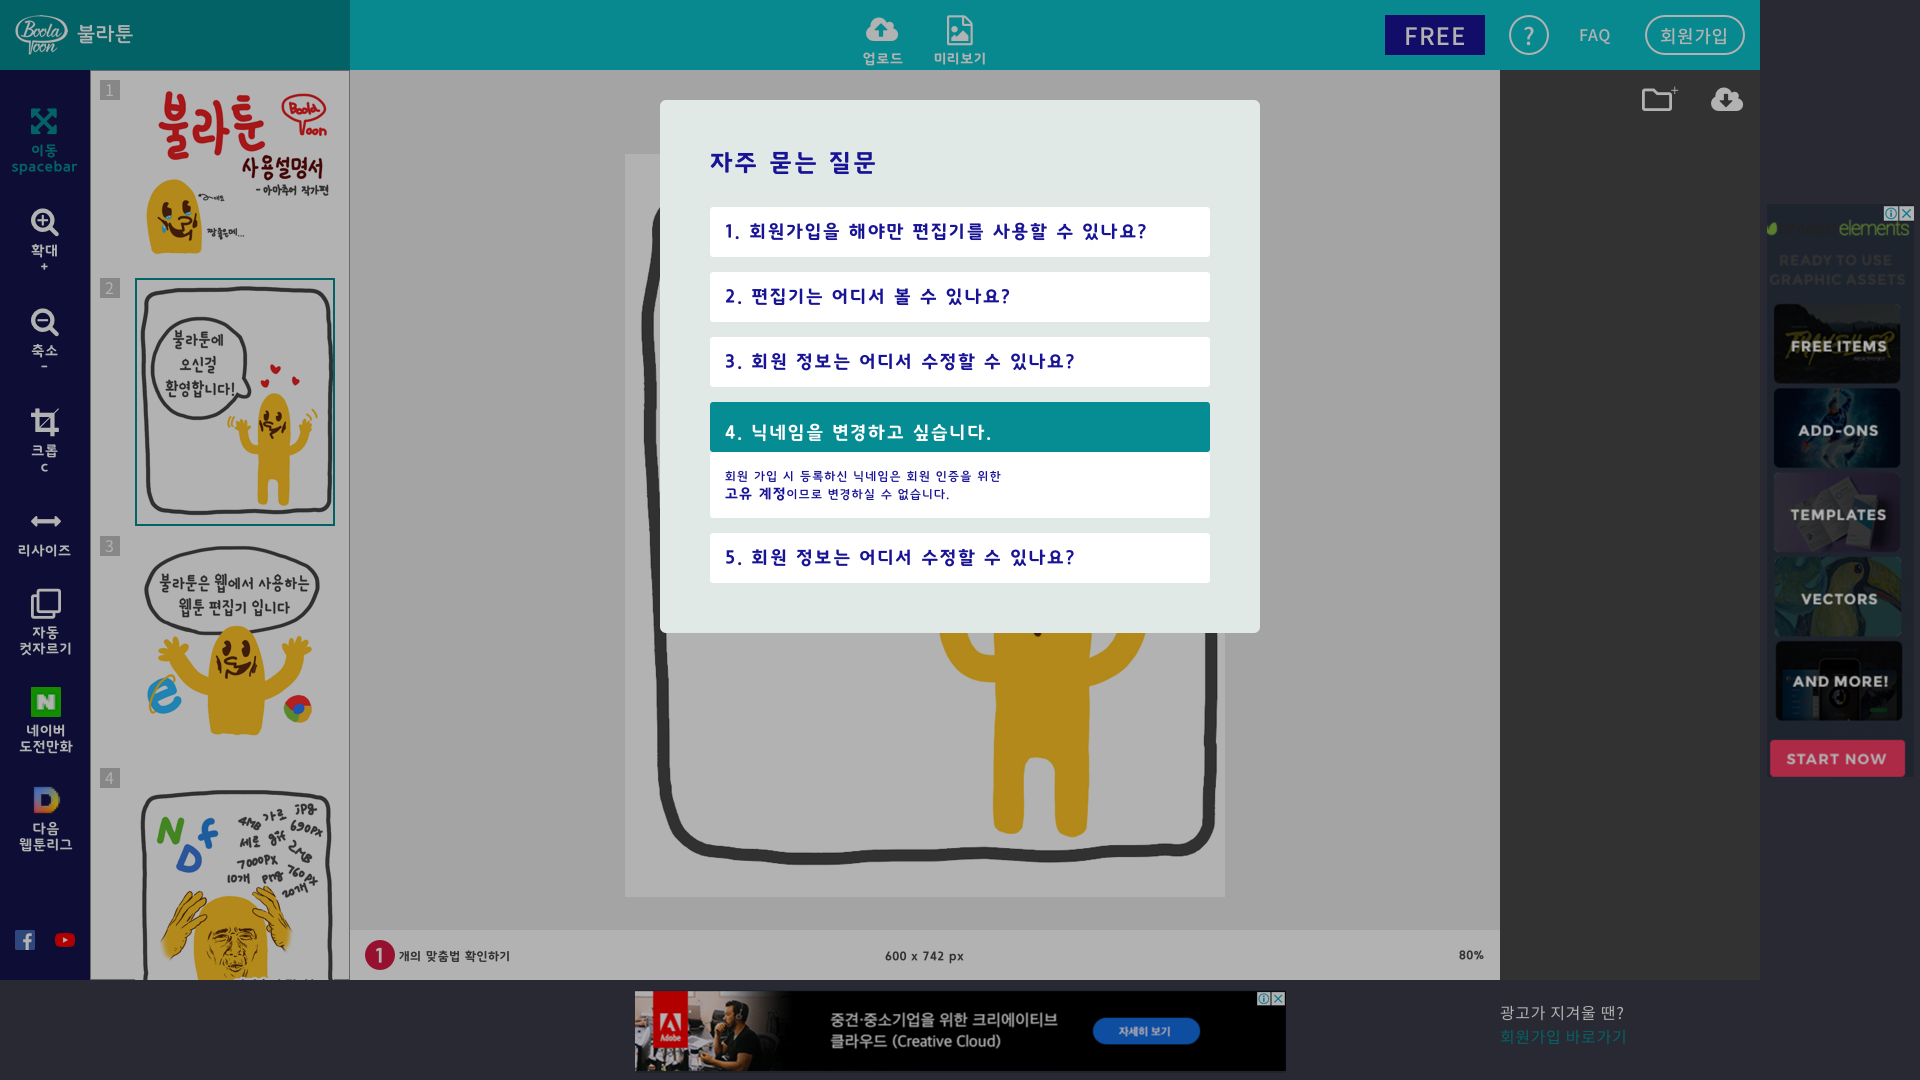 Boola Toon 불라툰
업로드
미리보기
FREE
?
FAQ
회원가입
이동
spacebar
확대
+
축소
-
크롭
c
리사이즈
자동
컷자르기
N
네이버
도전만화
D
다음
웹툰리그
1
불라툰
Boola Toon
사용설명서
- 아마추어 작가편
2
불라툰에
오신걸
환영합니다!
3
불라툰은 웹에서 사용하는
웹툰 편집기 입니다
4
N D f
4MB 가로 jpg
690PX
세로 gif 2MB
7000PX
760PX
10개 png 20개
자주 묻는 질문
1. 회원가입을 해야만 편집기를 사용할 수 있나요?
2. 편집기는 어디서 볼 수 있나요?
3. 회원 정보는 어디서 수정할 수 있나요?
4. 닉네임을 변경하고 싶습니다.
회원 가입 시 등록하신 닉네임은 회원 인증을 위한
고유 계정이므로 변경하실 수 없습니다.
5. 회원 정보는 어디서 수정할 수 있나요?
1 개의 맞춤법 확인하기
600 x 742 px
80%
elements
READY TO USE
GRAPHIC ASSETS
FREE ITEMS
ADD-ONS
TEMPLATES
VECTORS
AND MORE!
START NOW
Adobe
중견·중소기업을 위한 크리에이티브
클라우드 (Creative Cloud)
자세히 보기
광고가 지겨울 땐?
회원가입 바로가기